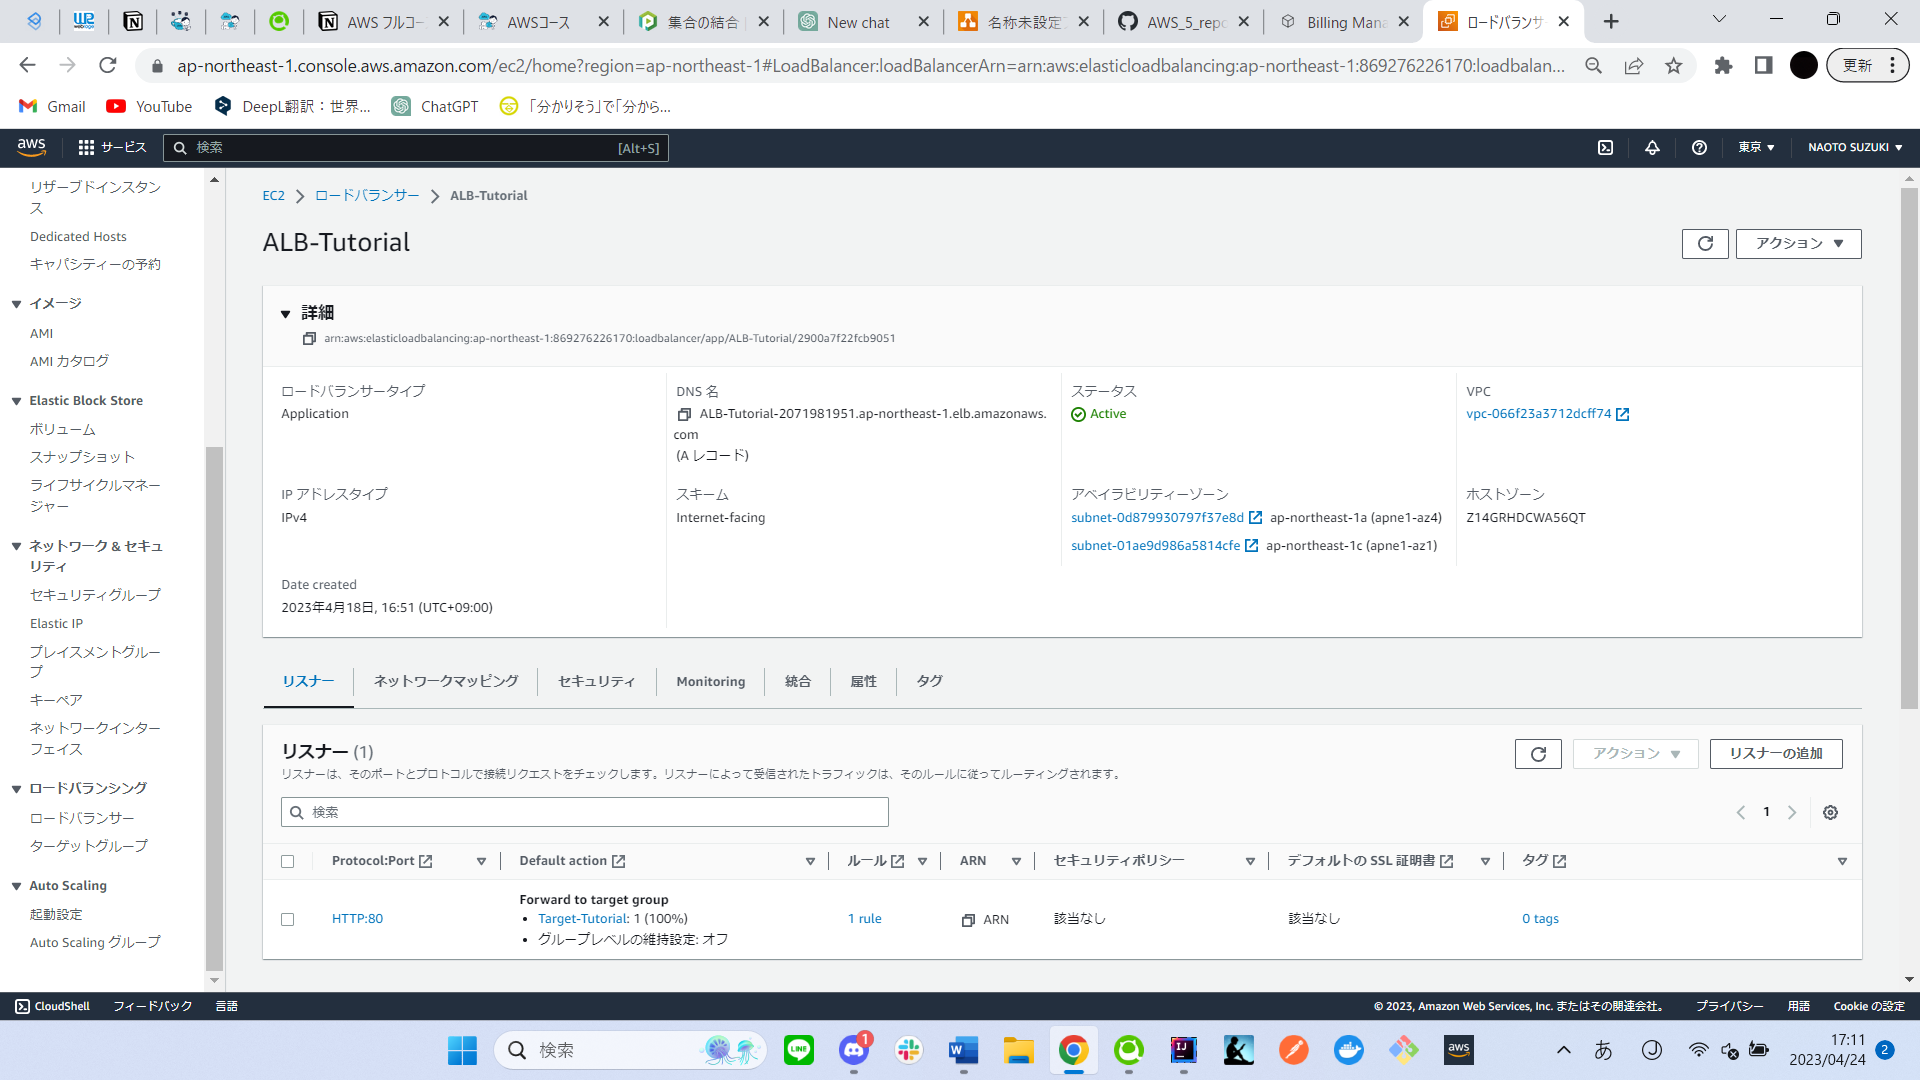 AWS フルコー
AWSコース
集合の結合
New chat
名称未設定
AWS_5_repo
Billing Mana
ロードバランサ
ap-northeast-1.console.aws.amazon.com/ec2/home?region=ap-northeast-1#LoadBalancer:loadBalancerArn=arn:aws:elasticloadbalancing:ap-northeast-1:869276226170:loadbalan...
更新
Gmail
YouTube
DeepL翻訳：世界...
ChatGPT
「分かりそう」で「分から...
aws
サービス
検索
[Alt+S]
東京
NAOTO SUZUKI
リザーブドインスタン
ス
Dedicated Hosts
キャパシティーの予約
イメージ
AMI
AMI カタログ
Elastic Block Store
ボリューム
スナップショット
ライフサイクルマネー
ジャー
ネットワーク & セキュ
リティ
セキュリティグループ
Elastic IP
プレイスメントグルー
プ
キーペア
ネットワークインター
フェイス
ロードバランシング
ロードバランサー
ターゲットグループ
Auto Scaling
起動設定
Auto Scaling グループ
EC2
ロードバランサー
ALB-Tutorial
ALB-Tutorial
アクション
詳細
arn:aws:elasticloadbalancing:ap-northeast-1:869276226170:loadbalancer/app/ALB-Tutorial/2900a7f22fcb9051
ロードバランサータイプ
Application
DNS 名
ALB-Tutorial-2071981951.ap-northeast-1.elb.amazonaws.
com
(A レコード)
ステータス
Active
VPC
vpc-066f23a3712dcff74
IP アドレスタイプ
IPv4
スキーム
Internet-facing
アベイラビリティーゾーン
subnet-0d879930797f37e8d ap-northeast-1a (apne1-az4)
subnet-01ae9d986a5814cfe ap-northeast-1c (apne1-az1)
ホストゾーン
Z14GRHDCWA56QT
Date created
2023年4月18日, 16:51 (UTC+09:00)
リスナー
ネットワークマッピング
セキュリティ
Monitoring
統合
属性
タグ
リスナー (1)
リスナーは、そのポートとプロトコルで接続リクエストをチェックします。リスナーによって受信されたトラフィックは、そのルールに従ってルーティングされます。
アクション
リスナーの追加
検索
1
Protocol:Port
Default action
ルール
ARN
セキュリティポリシー
デフォルトの SSL 証明書
タグ
HTTP:80
Forward to target group
Target-Tutorial: 1 (100%)
グループレベルの維持設定: オフ
1 rule
ARN
該当なし
該当なし
0 tags
CloudShell
フィードバック
言語
© 2023, Amazon Web Services, Inc. またはその関連会社。
プライバシー
用語
Cookie の設定
検索
LINE
1
W
IJ
aws
あ
17:11
2023/04/24
2